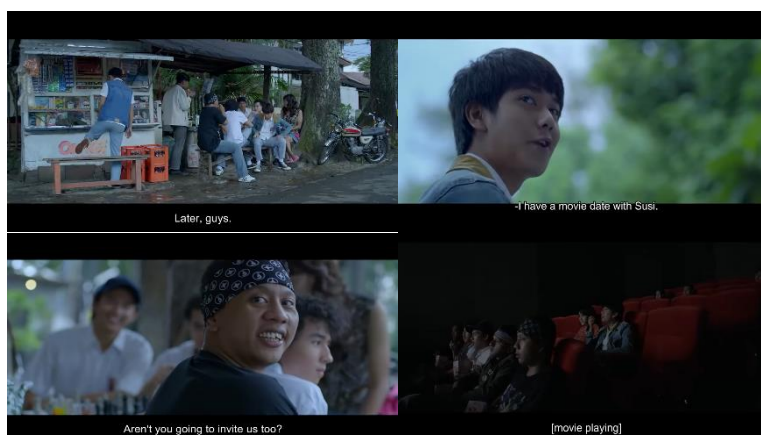 Later, guys.
-I have a movie date with Susi.
Aren't you going to invite us too?
[movie playing]